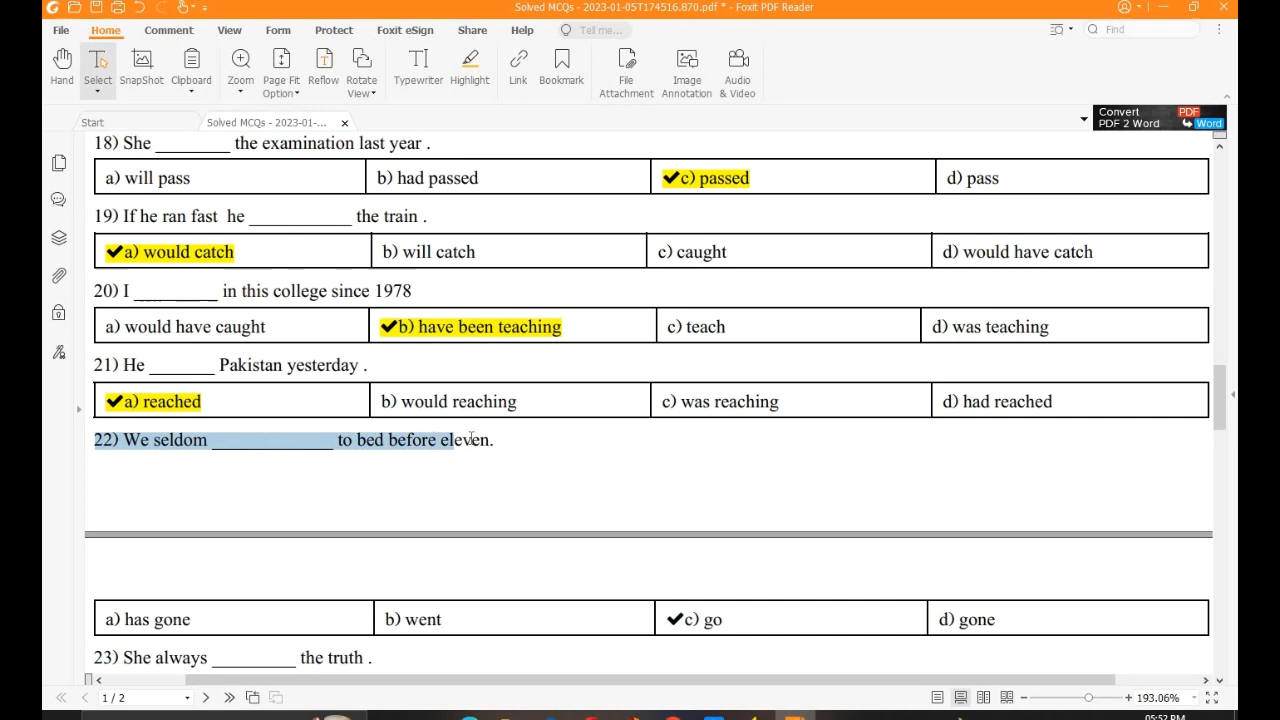 Solved MCQs - 2023-01-05T174516.870.pdf * - Foxit PDF Reader
File Home Comment View Form Protect Foxit eSign Share Help Tell me... Find
Hand Select SnapShot Clipboard Zoom Page Fit Option Reflow Rotate View Typewriter Highlight Link Bookmark File Attachment Image Annotation Audio & Video
Start Solved MCQs - 2023-01-... Convert PDF 2 Word PDF Word
18) She ________ the examination last year .
a) will pass b) had passed ✔c) passed d) pass
19) If he ran fast he ___________ the train .
✔a) would catch b) will catch c) caught d) would have catch
20) I _________ in this college since 1978
a) would have caught ✔b) have been teaching c) teach d) was teaching
21) He _______ Pakistan yesterday .
✔a) reached b) would reaching c) was reaching d) had reached
22) We seldom _____________ to bed before eleven.
a) has gone b) went ✔c) go d) gone
23) She always _________ the truth .
1 / 2 193.06%
05:52 PM